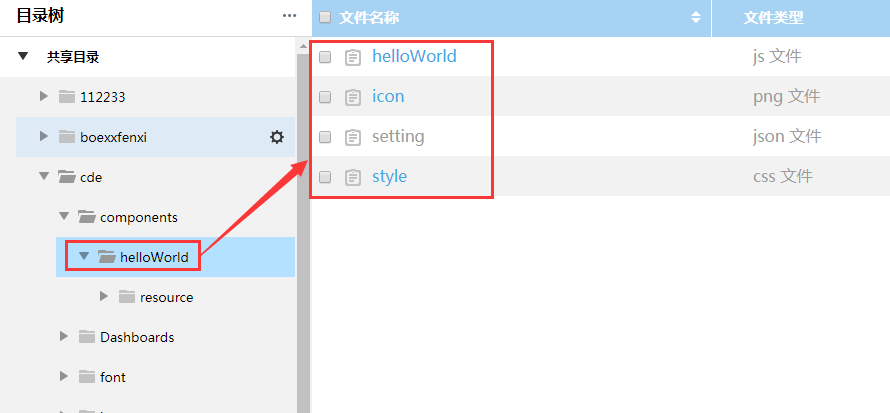 目录树 ···
共享目录
112233
boexxfenxi
cde
components
helloWorld
resource
Dashboards
font
文件名称 文件类型
helloWorld js 文件
icon png 文件
setting json 文件
style css 文件